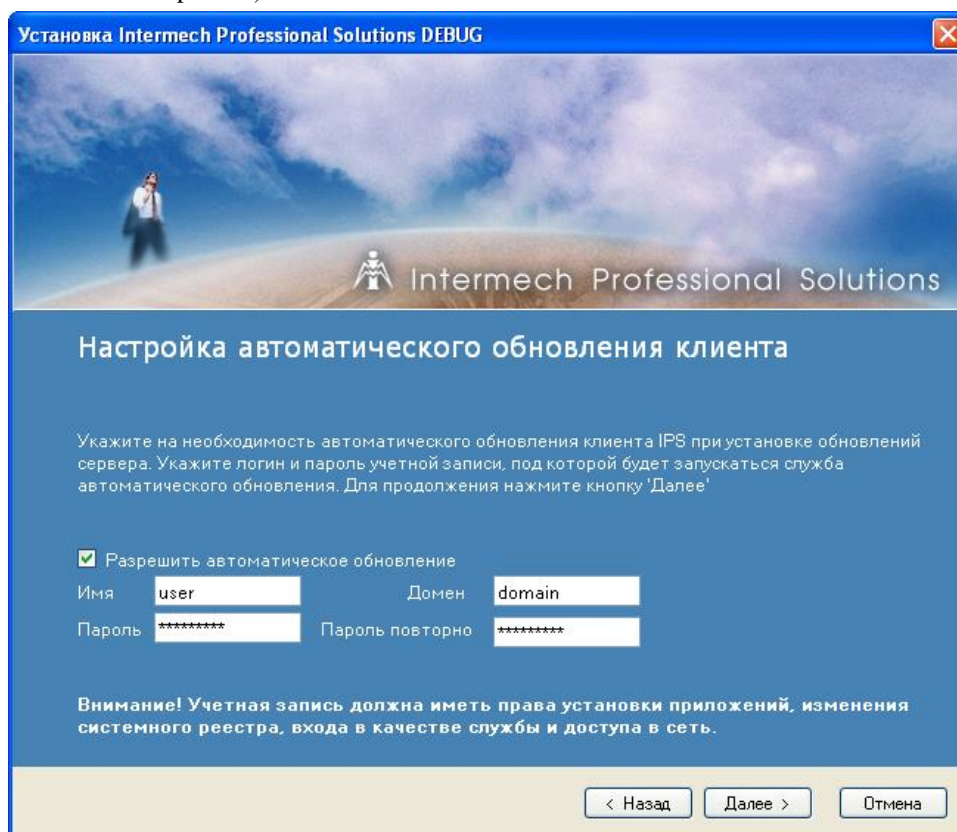 Установка Intermech Professional Solutions DEBUG
Intermech Professional Solutions
Настройка автоматического обновления клиента
Укажите на необходимость автоматического обновления клиента IPS при установке обновлений
сервера. Укажите логин и пароль учетной записи, под которой будет запускаться служба
автоматического обновления. Для продолжения нажмите кнопку 'Далее'
Разрешить автоматическое обновление
Имя user Домен domain
Пароль ********* Пароль повторно *********
Внимание! Учетная запись должна иметь права установки приложений, изменения
системного реестра, входа в качестве службы и доступа в сеть.
< Назад Далее > Отмена